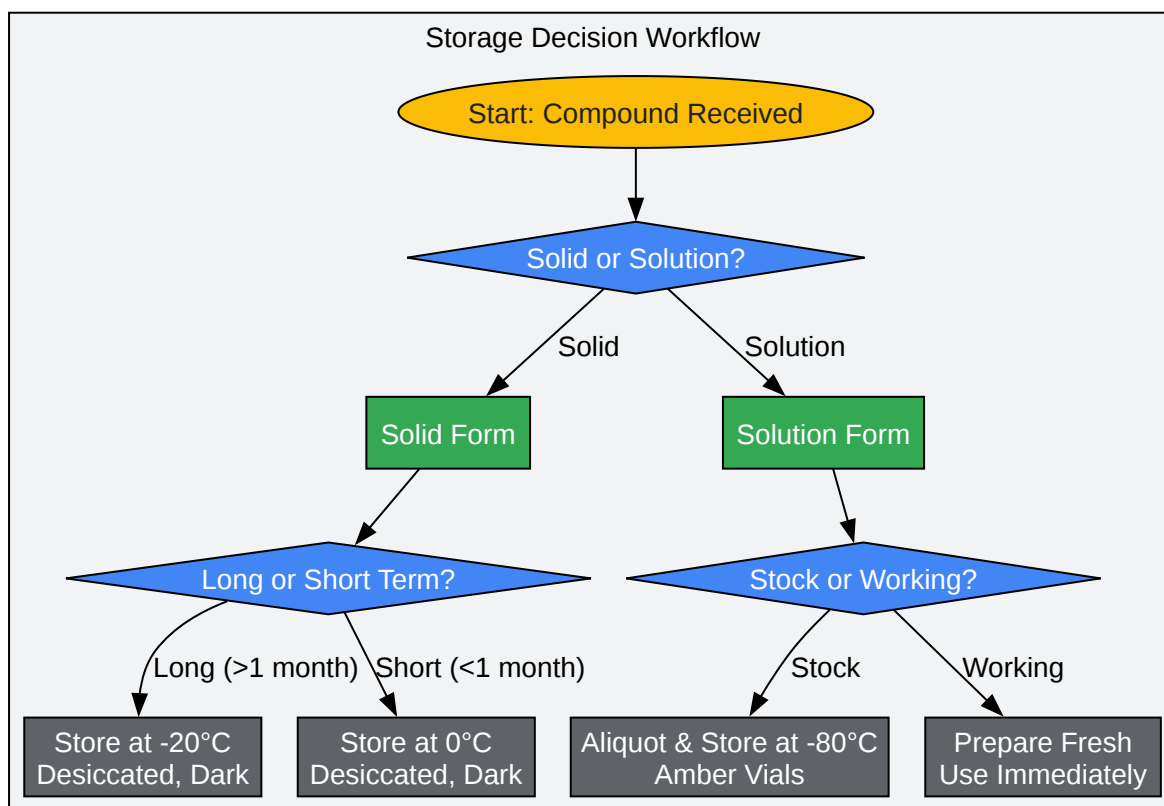 Storage Decision Workflow
Start: Compound Received
Solid or Solution?
Solid
Solution
Solid Form
Solution Form
Long or Short Term?
Stock or Working?
Long (>1 month)
Short (<1 month)
Stock
Working
Store at -20°C
Desiccated, Dark
Store at 0°C
Desiccated, Dark
Aliquot & Store at -80°C
Amber Vials
Prepare Fresh
Use Immediately